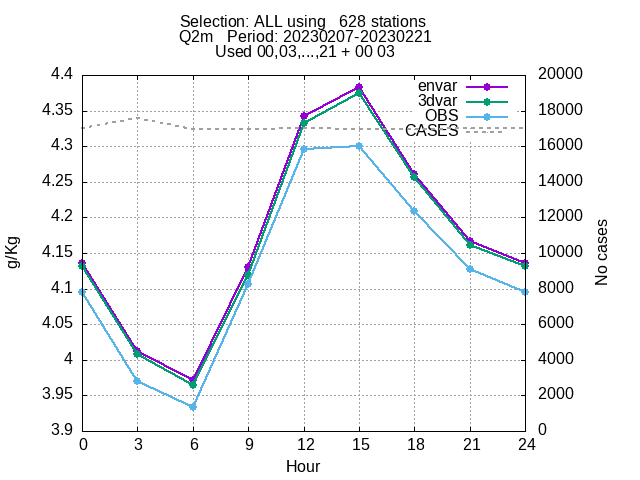 Selection: ALL using   628 stations
Q2m   Period: 20230207-20230221
Used 00,03,...,21 + 00 03
4.4
4.35
4.3
4.25
4.2
4.15
4.1
4.05
4
3.95
3.9
g/Kg
envar
3dvar
OBS
CASES
20000
18000
16000
14000
12000
10000
8000
6000
4000
2000
0
No cases
0 3 6 9 12 15 18 21 24
Hour